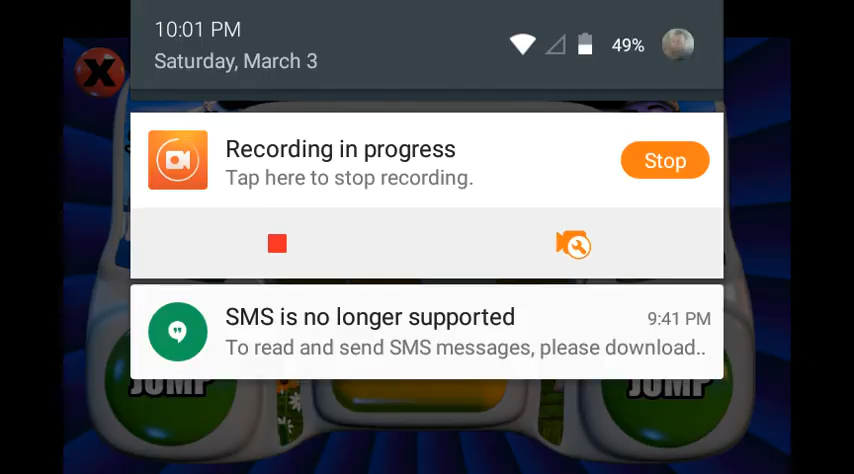 10:01 PM
Saturday, March 3
49%
X
Recording in progress
Tap here to stop recording.
Stop
SMS is no longer supported
9:41 PM
To read and send SMS messages, please download..
JUMP
JUMP